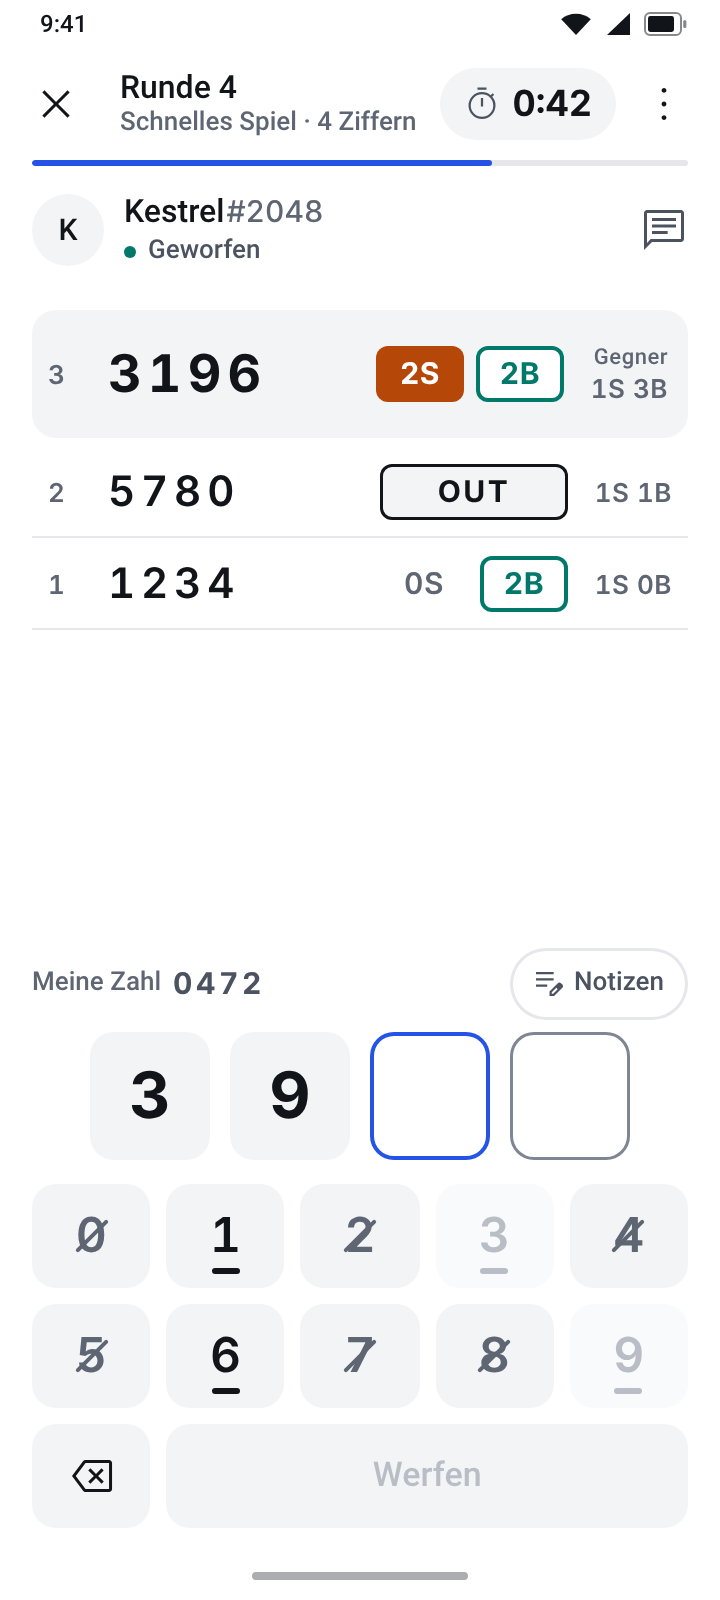 9:41
Runde 4
Schnelles Spiel · 4 Ziffern
0:42
K
Kestrel#2048
Geworfen
3 3196 2S 2B Gegner 1S 3B
2 5780 OUT 1S 1B
1 1234 0S 2B 1S 0B
Meine Zahl 0472
Notizen
3 9
0 1 2 3 4
5 6 7 8 9
Werfen